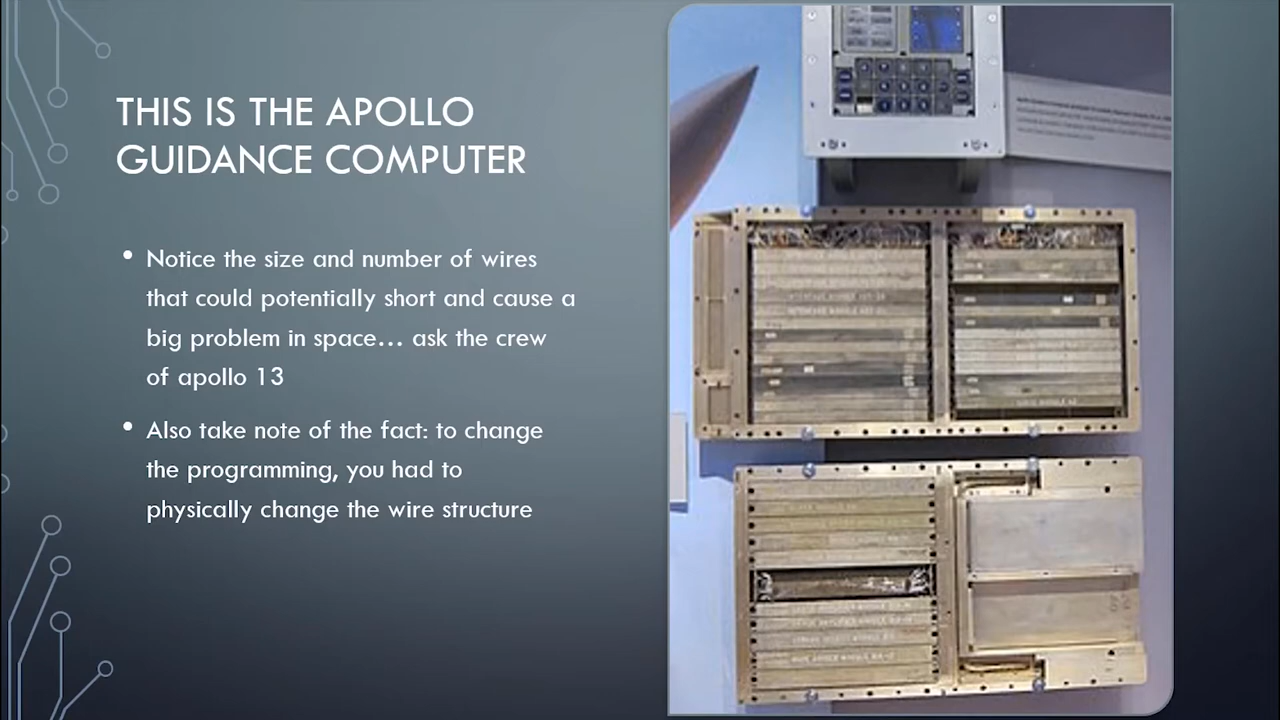 THIS IS THE APOLLO
GUIDANCE COMPUTER
• Notice the size and number of wires
that could potentially short and cause a
big problem in space... ask the crew
of apollo 13
• Also take note of the fact: to change
the programming, you had to
physically change the wire structure